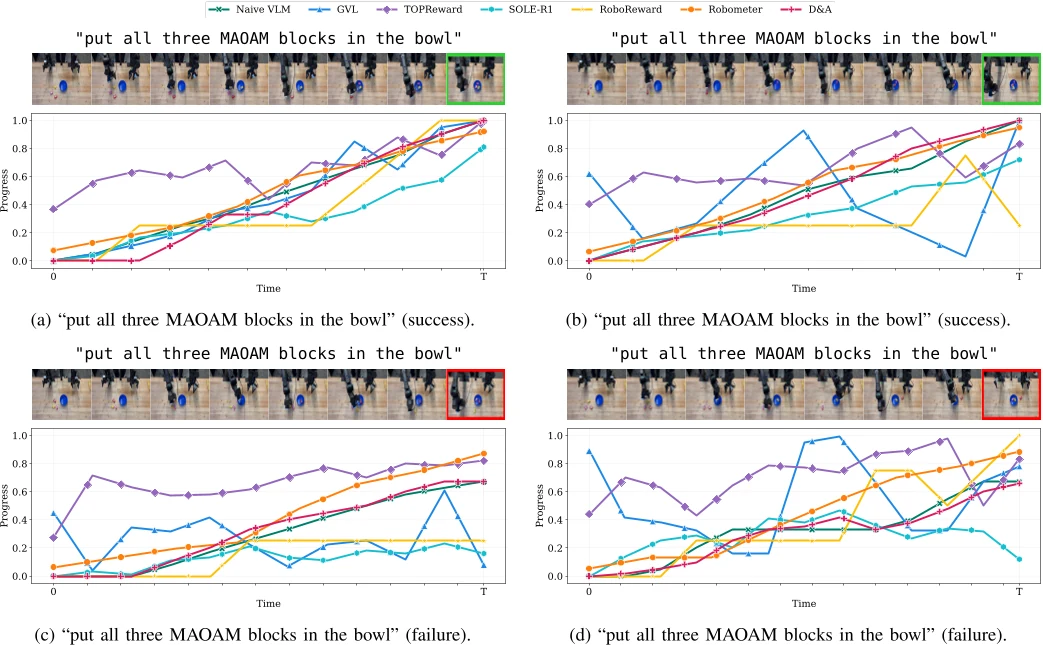 Naive VLM GVL TOPReward SOLE-R1 RoboReward Robometer D&A
"put all three MAOAM blocks in the bowl"
1.0
0.8
0.6
0.4
0.2
0.0
Progress
0 T
Time
(a) “put all three MAOAM blocks in the bowl” (success).
"put all three MAOAM blocks in the bowl"
1.0
0.8
0.6
0.4
0.2
0.0
Progress
0 T
Time
(b) “put all three MAOAM blocks in the bowl” (success).
"put all three MAOAM blocks in the bowl"
1.0
0.8
0.6
0.4
0.2
0.0
Progress
0 T
Time
(c) “put all three MAOAM blocks in the bowl” (failure).
"put all three MAOAM blocks in the bowl"
1.0
0.8
0.6
0.4
0.2
0.0
Progress
0 T
Time
(d) “put all three MAOAM blocks in the bowl” (failure).